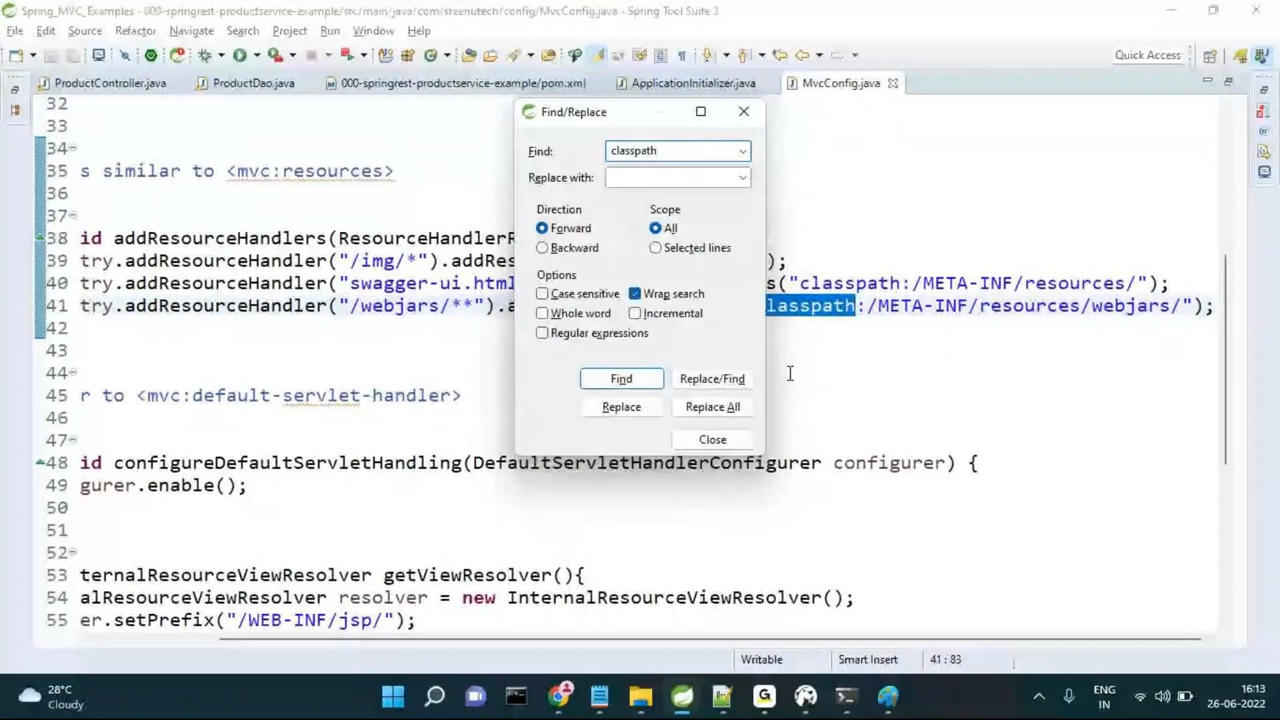 Spring_MVC_Examples - 000-springrest-productservice-example/src/main/java/com/sreenutech/config/MvcConfig.java - Spring Tool Suite 3
File Edit Source Refactor Navigate Search Project Run Window Help
Quick Access
ProductController.java ProductDao.java 000-springrest-productservice-example/pom.xml ApplicationInitializer.java MvcConfig.java
32
33
34
35 s similar to <mvc:resources>
36
37
38 id addResourceHandlers(ResourceHandlerR
39 try.addResourceHandler("/img/*").addRes );
40 try.addResourceHandler("swagger-ui.html s("classpath:/META-INF/resources/");
41 try.addResourceHandler("/webjars/**").a lasspath:/META-INF/resources/webjars/");
42
43
44
45 r to <mvc:default-servlet-handler>
46
47
48 id configureDefaultServletHandling(DefaultServletHandlerConfigurer configurer) {
49 gurer.enable();
50
51
52
53 ternalResourceViewResolver getViewResolver(){
54 alResourceViewResolver resolver = new InternalResourceViewResolver();
55 er.setPrefix("/WEB-INF/jsp/");
Find/Replace
Find: classpath
Replace with:
Direction Scope
Forward All
Backward Selected lines
Options
Case sensitive Wrap search
Whole word Incremental
Regular expressions
Find Replace/Find
Replace Replace All
Close
Writable Smart Insert 41 : 83
28°C
Cloudy
ENG
IN
16:13
26-06-2022